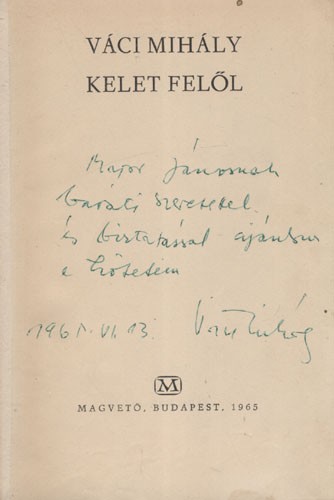 VÁCI MIHÁLY
KELET FELŐL
Major Jánosnak
baráti szeretettel
és biztatással ajánlom
a kötetem
1965. VI. 13. Váci Mihály
M
MAGVETŐ, BUDAPEST, 1965